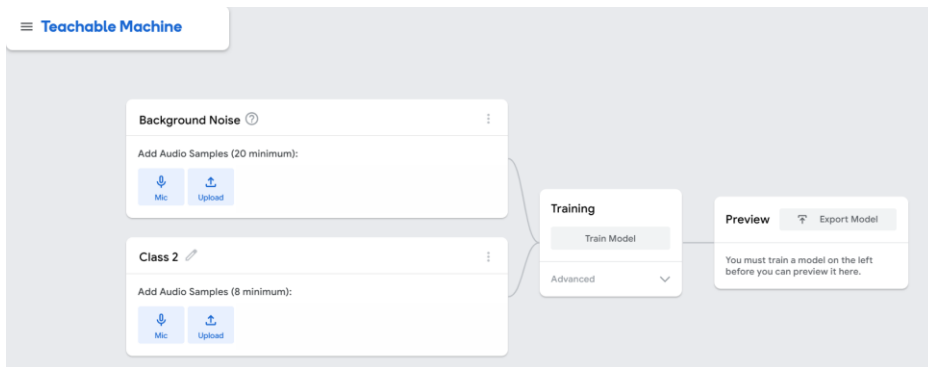 Teachable Machine
Background Noise
Add Audio Samples (20 minimum):
Mic
Upload
Class 2
Add Audio Samples (8 minimum):
Mic
Upload
Training
Train Model
Advanced
Preview
Export Model
You must train a model on the left
before you can preview it here.